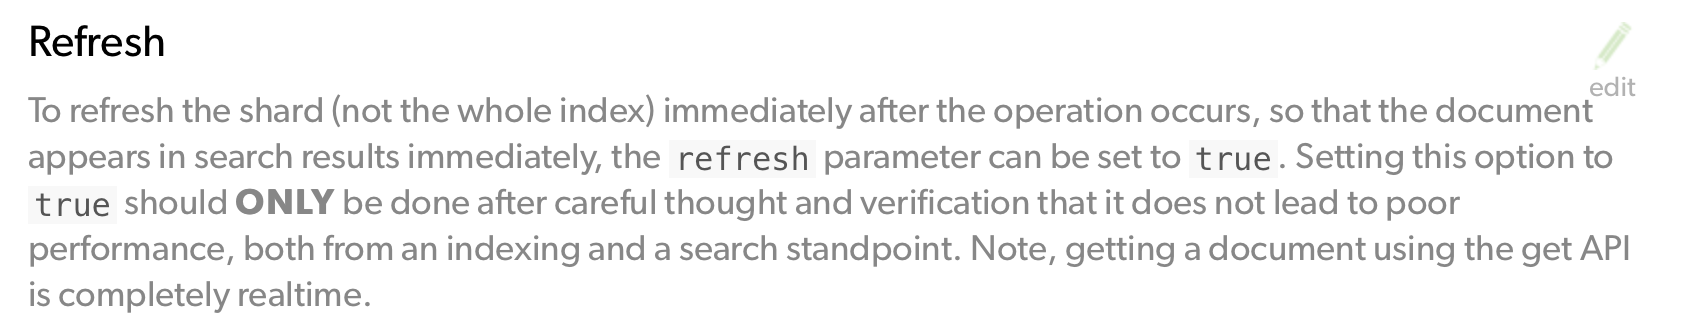 Refresh
edit
To refresh the shard (not the whole index) immediately after the operation occurs, so that the document
appears in search results immediately, the refresh parameter can be set to true. Setting this option to
true should ONLY be done after careful thought and verification that it does not lead to poor
performance, both from an indexing and a search standpoint. Note, getting a document using the get API
is completely realtime.